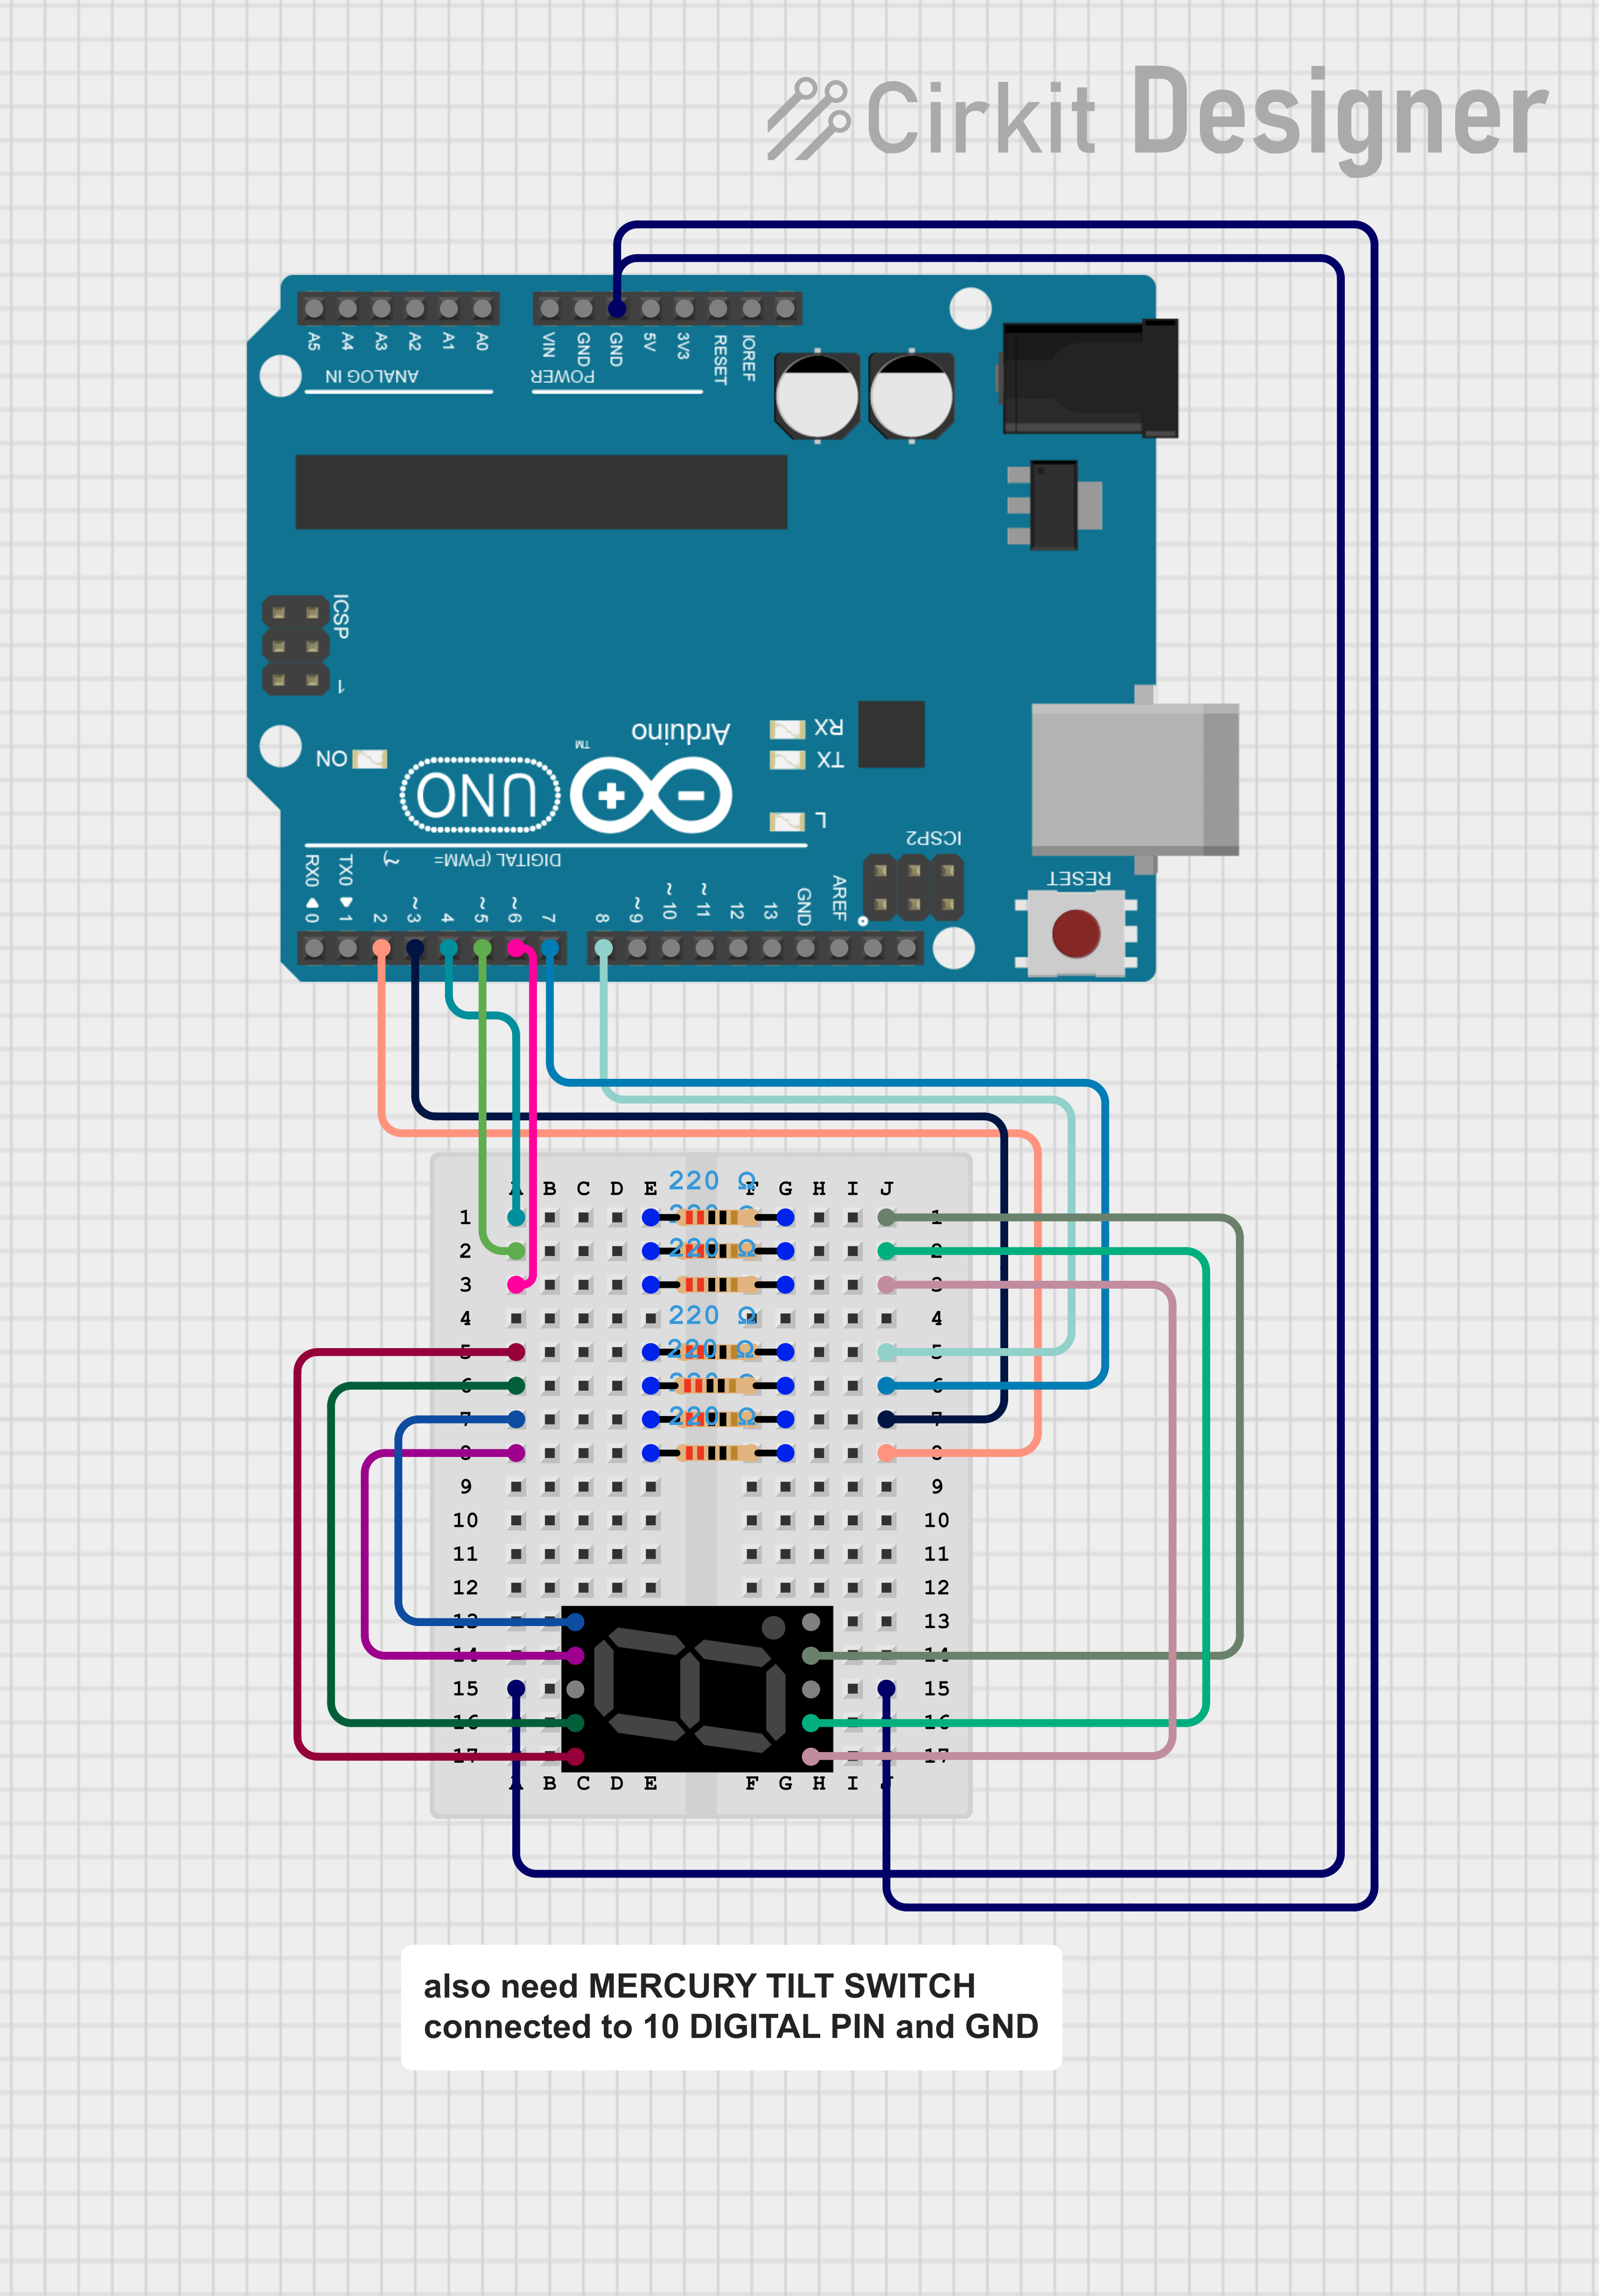 Cirkit Designer
A5 A4 A3 A2 A1 A0 VIN GND GND 5V 3V3 RESET IOREF
ANALOG IN POWER
ICSP
1
Arduino RX
™
ON TX
UNO
L
ICSP2
DIGITAL (PWM= ~)
RESET
RX0 TX0
0 1 2 ~3 4 ~5 ~6 7 8 ~9 ~10 ~11 12 13 GND AREF
220 Ω
A B C D E F G H I J
1 1
2 220 Ω 2
3 3
4 220 Ω 4
5 220 Ω 5
6 220 Ω 6
7 220 Ω 7
8 8
9 9
10 10
11 11
12 12
13 13
14 14
15 15
16 16
17 17
A B C D E F G H I J
also need MERCURY TILT SWITCH
connected to 10 DIGITAL PIN and GND